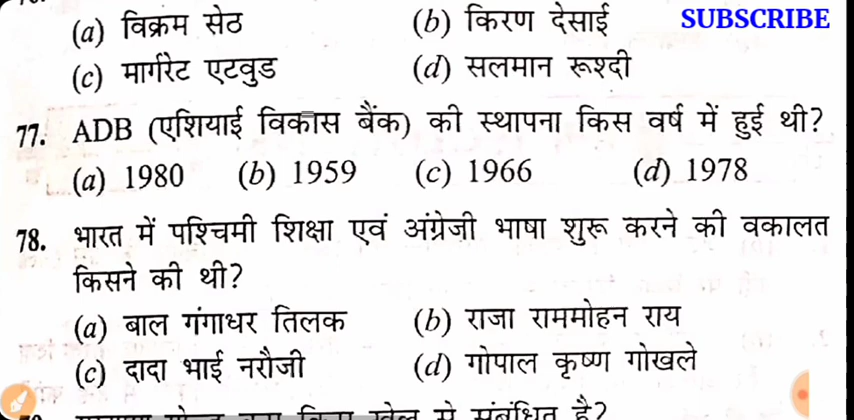 (a) विक्रम सेठ (b) किरण देसाई SUBSCRIBE
(c) मार्गरेट एटवुड (d) सलमान रूश्दी
77. ADB (एशियाई विकास बैंक) की स्थापना किस वर्ष में हुई थी?
(a) 1980 (b) 1959 (c) 1966 (d) 1978
78. भारत में पश्चिमी शिक्षा एवं अंग्रेजी भाषा शुरू करने की वकालत
किसने की थी?
(a) बाल गंगाधर तिलक (b) राजा राममोहन राय
(c) दादा भाई नरौजी (d) गोपाल कृष्ण गोखले
किस खेल से संबंधित है?